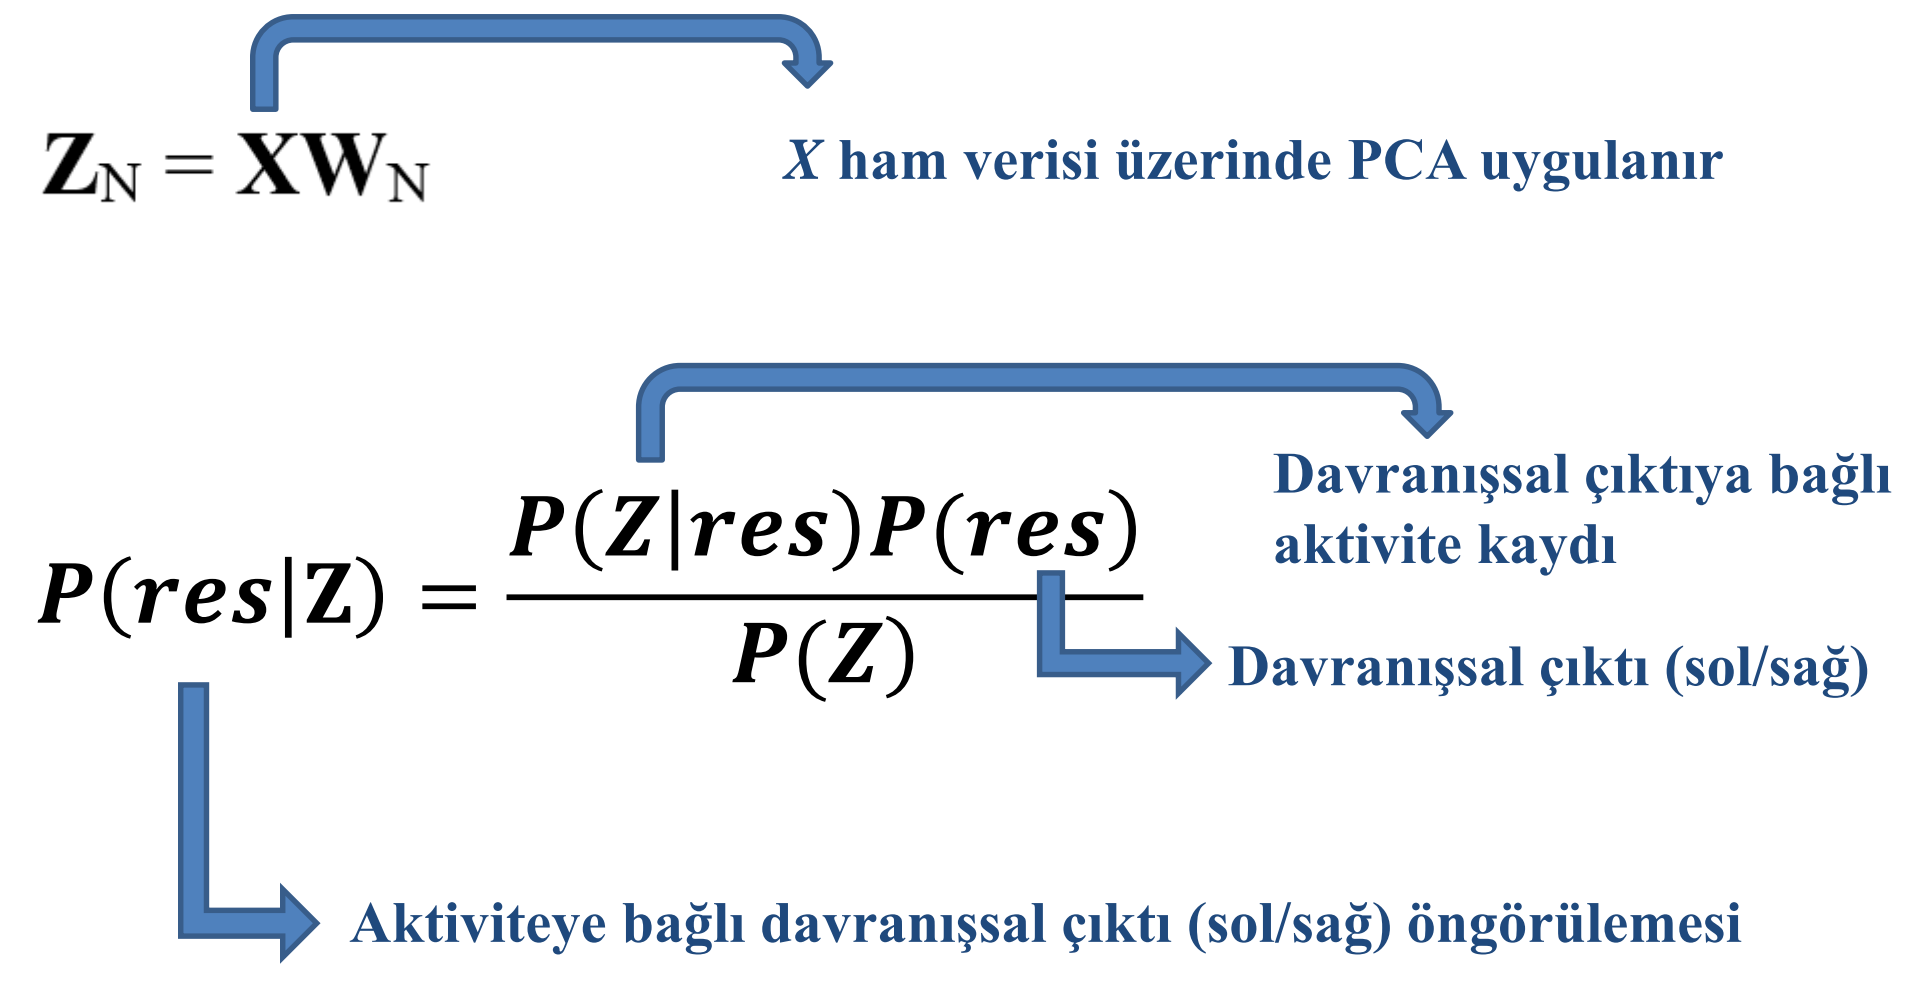 Z_N = XW_N
X ham verisi üzerinde PCA uygulanır
Davranışsal çıktıya bağlı
aktivite kaydı
P(res|Z) = P(Z|res)P(res) / P(Z)
Davranışsal çıktı (sol/sağ)
Aktiviteye bağlı davranışsal çıktı (sol/sağ) öngörülemesi